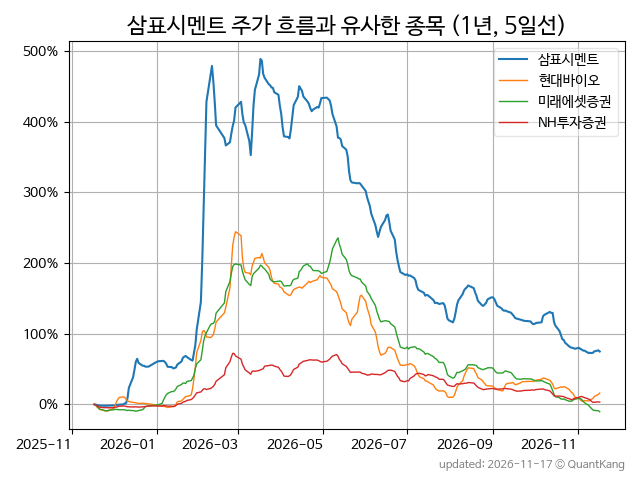 삼표시멘트 주가 흐름과 유사한 종목 (1년, 5일선)
500%
400%
300%
200%
100%
0%
삼표시멘트
현대바이오
미래에셋증권
NH투자증권
2025-11
2026-01
2026-03
2026-05
2026-07
2026-09
2026-11
updated: 2026-11-17 © QuantKang